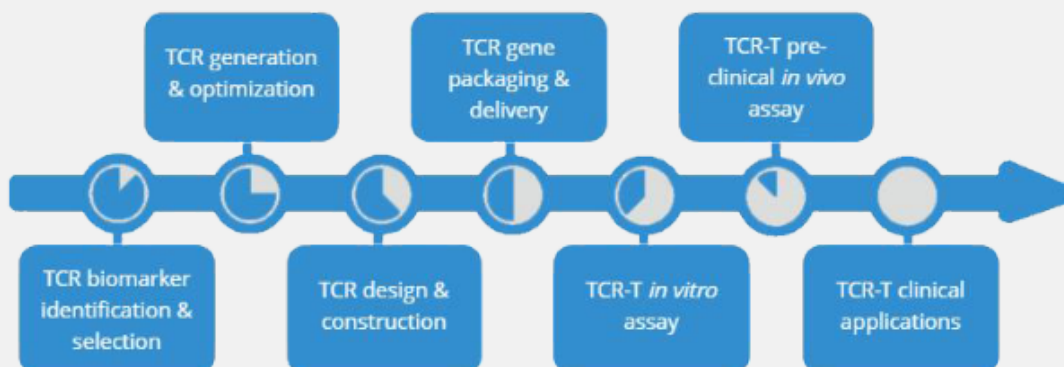 TCR generation
& optimization
TCR gene
packaging &
delivery
TCR-T pre-
clinical in vivo
assay
TCR biomarker
identification &
selection
TCR design &
construction
TCR-T in vitro
assay
TCR-T clinical
applications